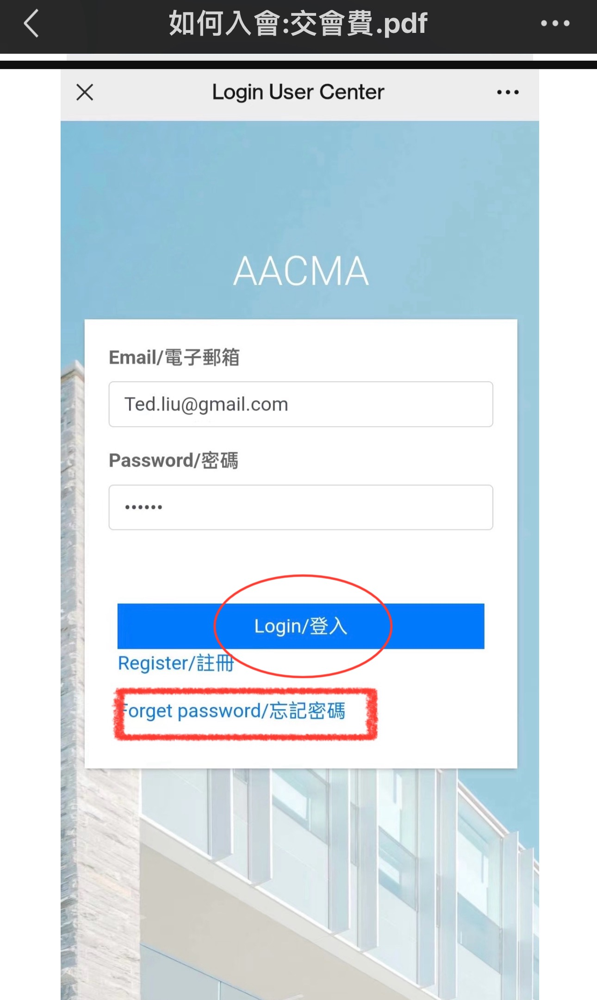 如何入會:交會費.pdf
Login User Center
AACMA
Email/電子郵箱
Ted.liu@gmail.com
Password/密碼
••••••
Login/登入
Register/註冊
Forget password/忘記密碼